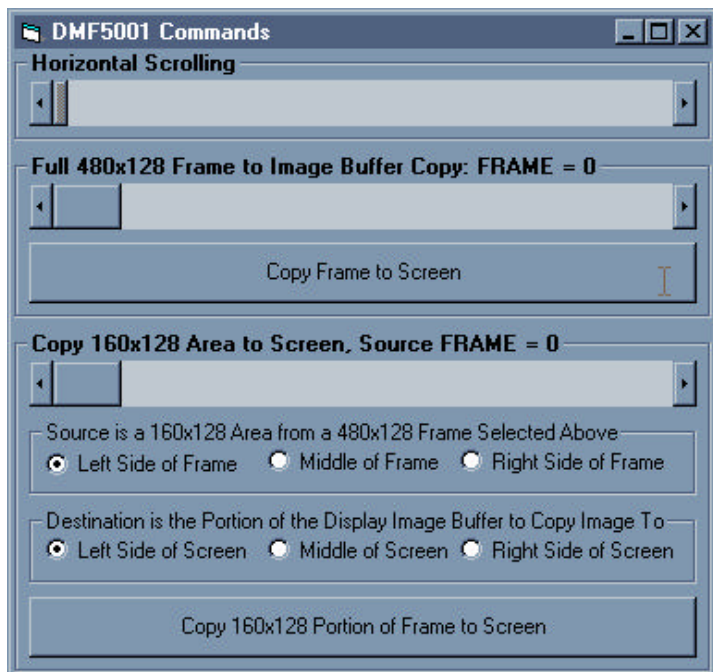 DMF5001 Commands
Horizontal Scrolling
Full 480x128 Frame to Image Buffer Copy: FRAME = 0
Copy Frame to Screen
Copy 160x128 Area to Screen, Source FRAME = 0
Source is a 160x128 Area from a 480x128 Frame Selected Above
Left Side of Frame Middle of Frame Right Side of Frame
Destination is the Portion of the Display Image Buffer to Copy Image To
Left Side of Screen Middle of Screen Right Side of Screen
Copy 160x128 Portion of Frame to Screen